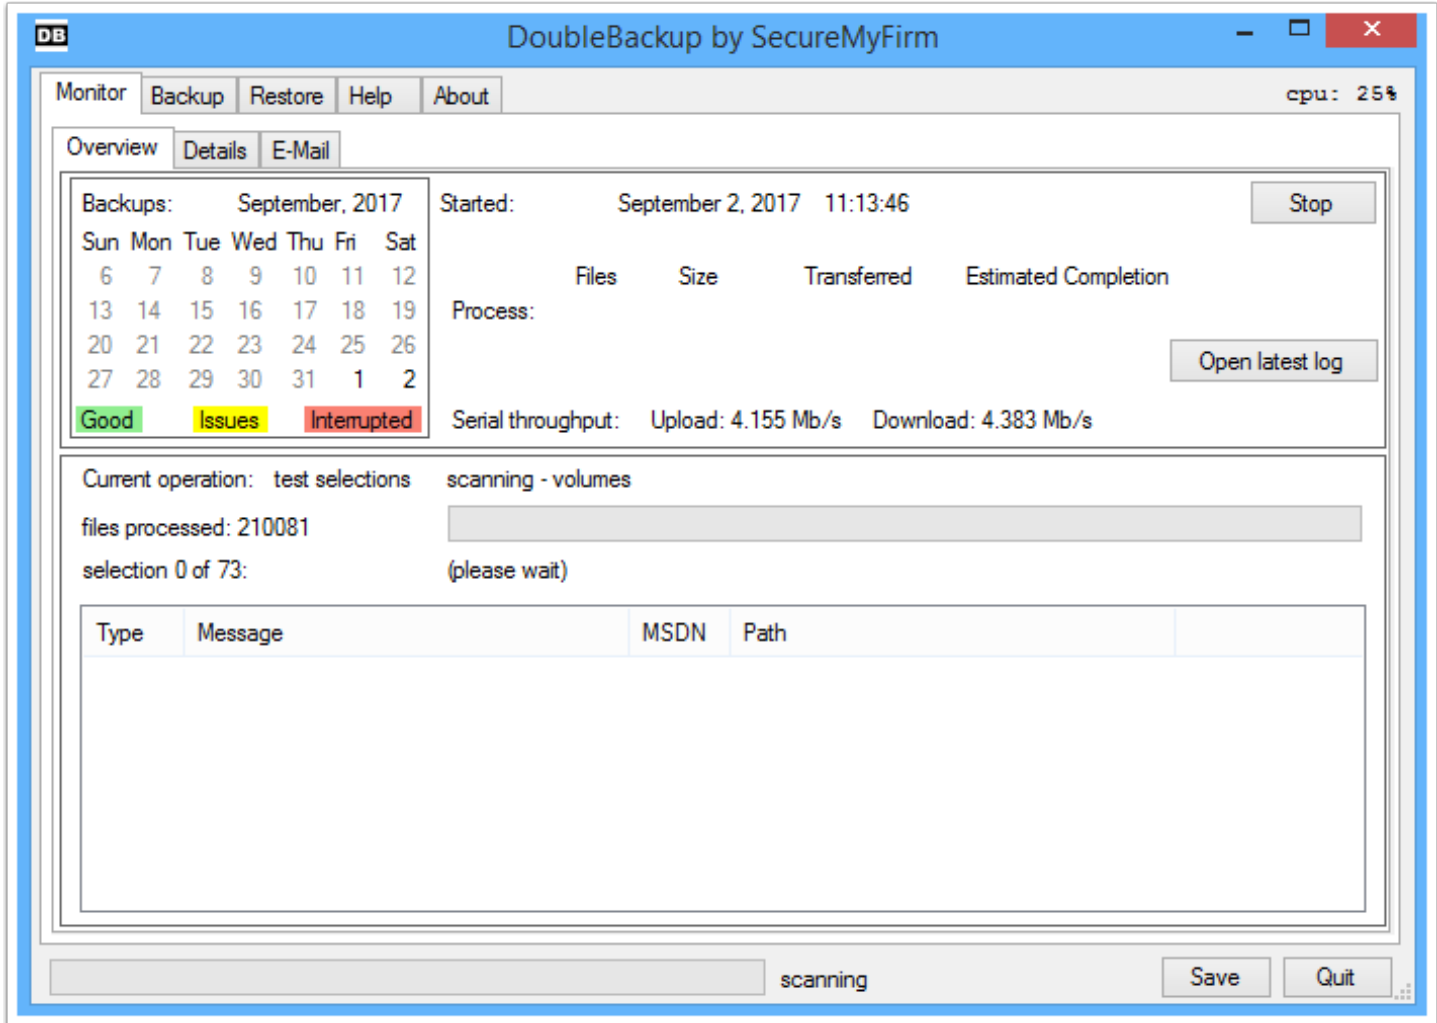 DB DoubleBackup by SecureMyFirm
Monitor Backup Restore Help About cpu: 25%
Overview Details E-Mail
Backups: September, 2017
Sun Mon Tue Wed Thu Fri Sat
6 7 8 9 10 11 12
13 14 15 16 17 18 19
20 21 22 23 24 25 26
27 28 29 30 31 1 2
Good Issues Interrupted
Started: September 2, 2017 11:13:46 Stop
Files Size Transferred Estimated Completion
Process:
Open latest log
Serial throughput: Upload: 4.155 Mb/s Download: 4.383 Mb/s
Current operation: test selections scanning - volumes
files processed: 210081
selection 0 of 73: (please wait)
Type Message MSDN Path
scanning Save Quit